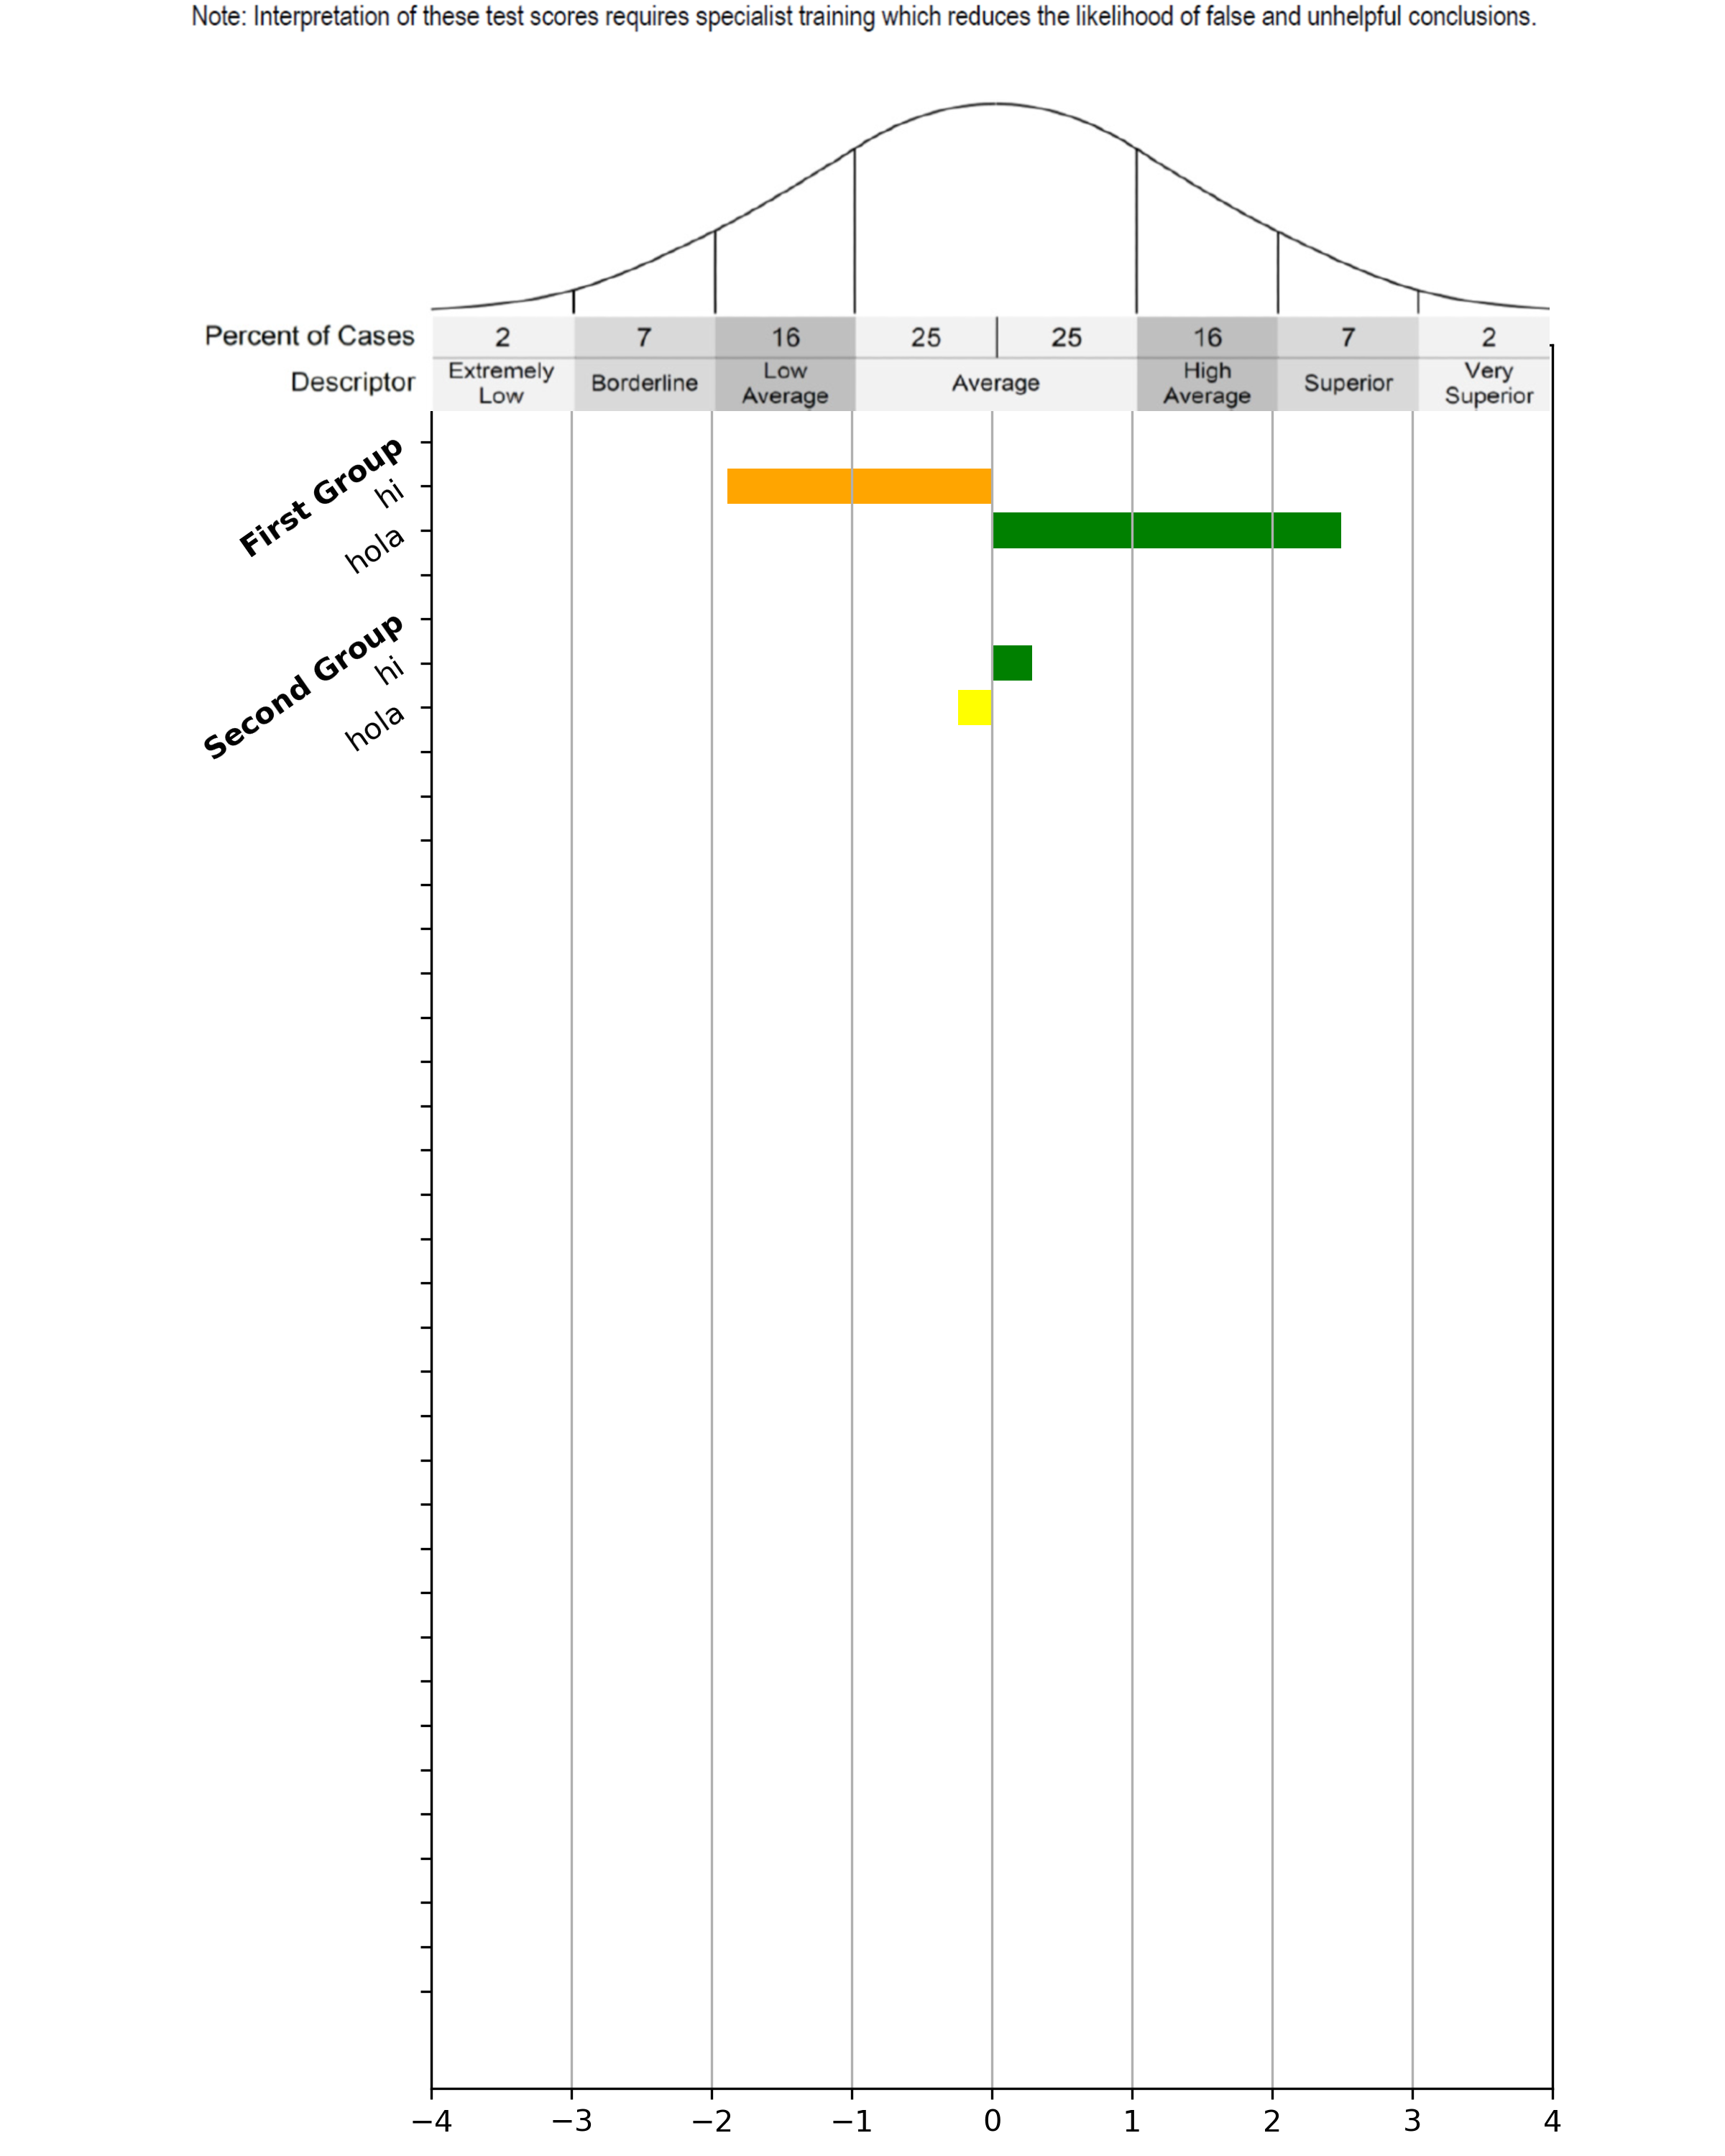 Note: Interpretation of these test scores requires specialist training which reduces the likelihood of false and unhelpful conclusions.
Percent of Cases 2 7 16 25 25 16 7 2
Descriptor Extremely Low Borderline Low Average Average High Average Superior Very Superior
First Group
hi
hola
Second Group
hi
hola
−4 −3 −2 −1 0 1 2 3 4